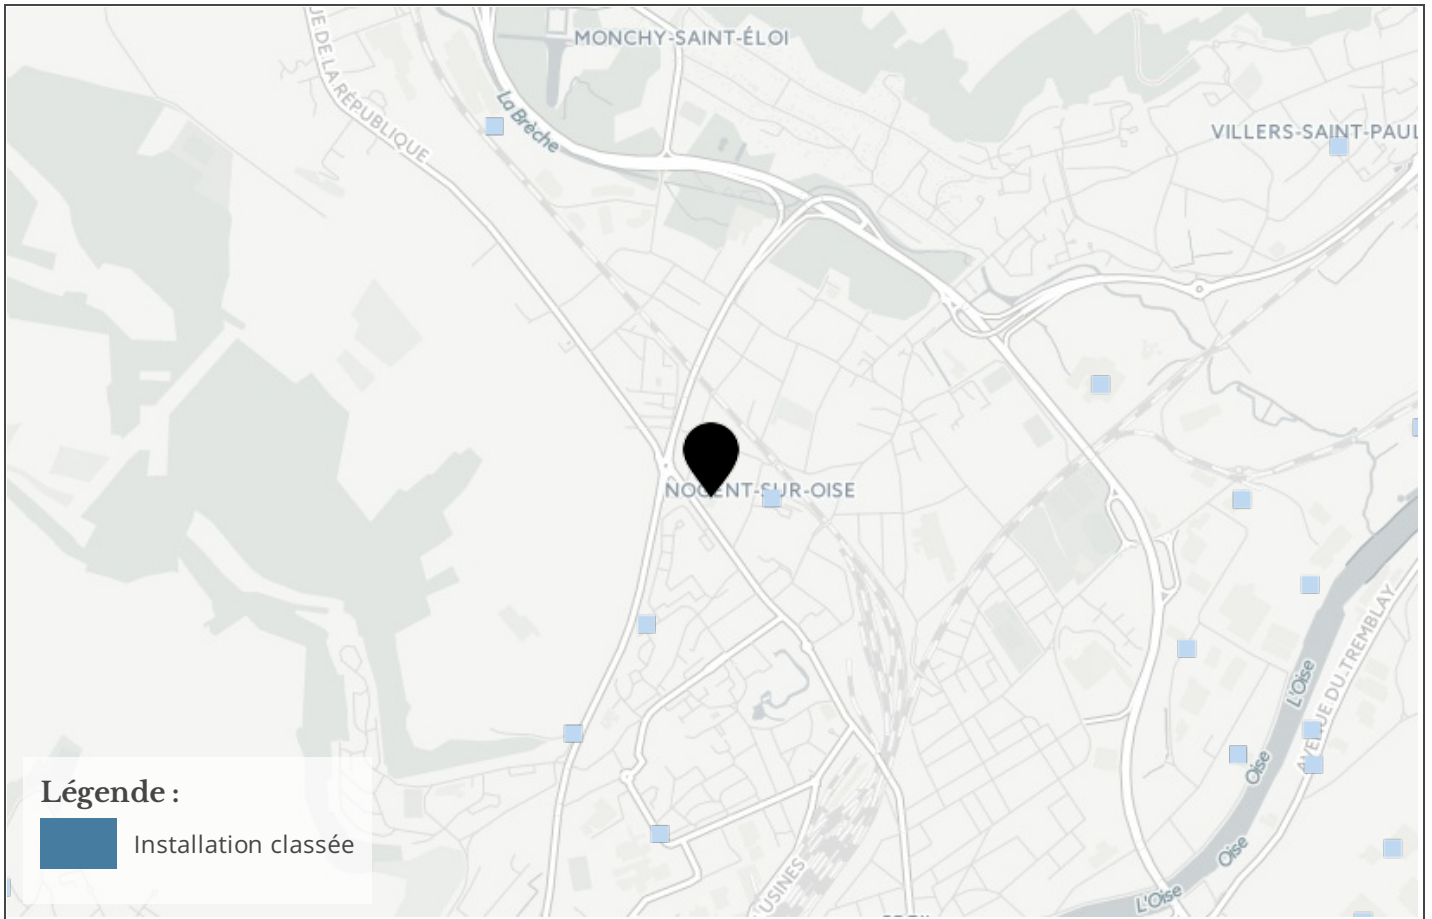 MONCHY-SAINT-ÉLOI
UE DE LA RÉPUBLIQUE
La Brèche
VILLERS-SAINT-PAUL
NOGENT-SUR-OISE
AVENUE DU TREMBLAY
L'Oise
Oise
Oise
L'Oise
USINES
Légende :
Installation classée